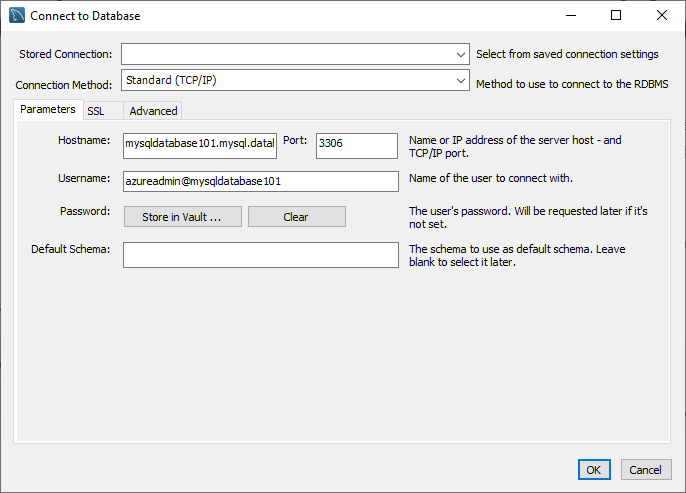 Connect to Database
Stored Connection:
Select from saved connection settings
Connection Method:
Standard (TCP/IP)
Method to use to connect to the RDBMS
Parameters
SSL
Advanced
Hostname:
mysqldatabase101.mysql.datal
Port:
3306
Name or IP address of the server host - and
TCP/IP port.
Username:
azureadmin@mysqldatabase101
Name of the user to connect with.
Password:
Store in Vault ...
Clear
The user's password. Will be requested later if it's
not set.
Default Schema:
The schema to use as default schema. Leave
blank to select it later.
OK
Cancel